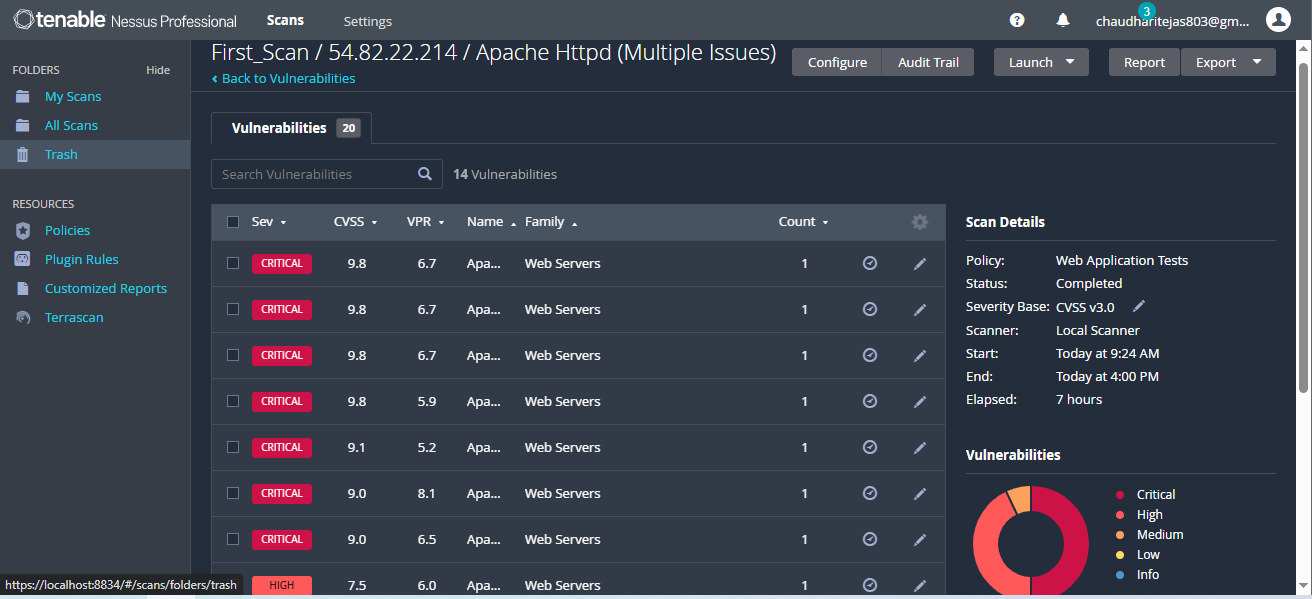 tenable Nessus Professional Scans Settings ? 3 chaudharitejas803@gm...
FOLDERS Hide
My Scans
All Scans
Trash
RESOURCES
Policies
Plugin Rules
Customized Reports
Terrascan
First_Scan / 54.82.22.214 / Apache Httpd (Multiple Issues)
‹ Back to Vulnerabilities
Configure Audit Trail Launch Report Export
Vulnerabilities 20
Search Vulnerabilities 14 Vulnerabilities
Sev CVSS VPR Name Family Count
CRITICAL 9.8 6.7 Apa... Web Servers 1
CRITICAL 9.8 6.7 Apa... Web Servers 1
CRITICAL 9.8 6.7 Apa... Web Servers 1
CRITICAL 9.8 5.9 Apa... Web Servers 1
CRITICAL 9.1 5.2 Apa... Web Servers 1
CRITICAL 9.0 8.1 Apa... Web Servers 1
CRITICAL 9.0 6.5 Apa... Web Servers 1
HIGH 7.5 6.0 Apa... Web Servers 1
Scan Details
Policy: Web Application Tests
Status: Completed
Severity Base: CVSS v3.0
Scanner: Local Scanner
Start: Today at 9:24 AM
End: Today at 4:00 PM
Elapsed: 7 hours
Vulnerabilities
Critical
High
Medium
Low
Info
https://localhost:8834/#/scans/folders/trash